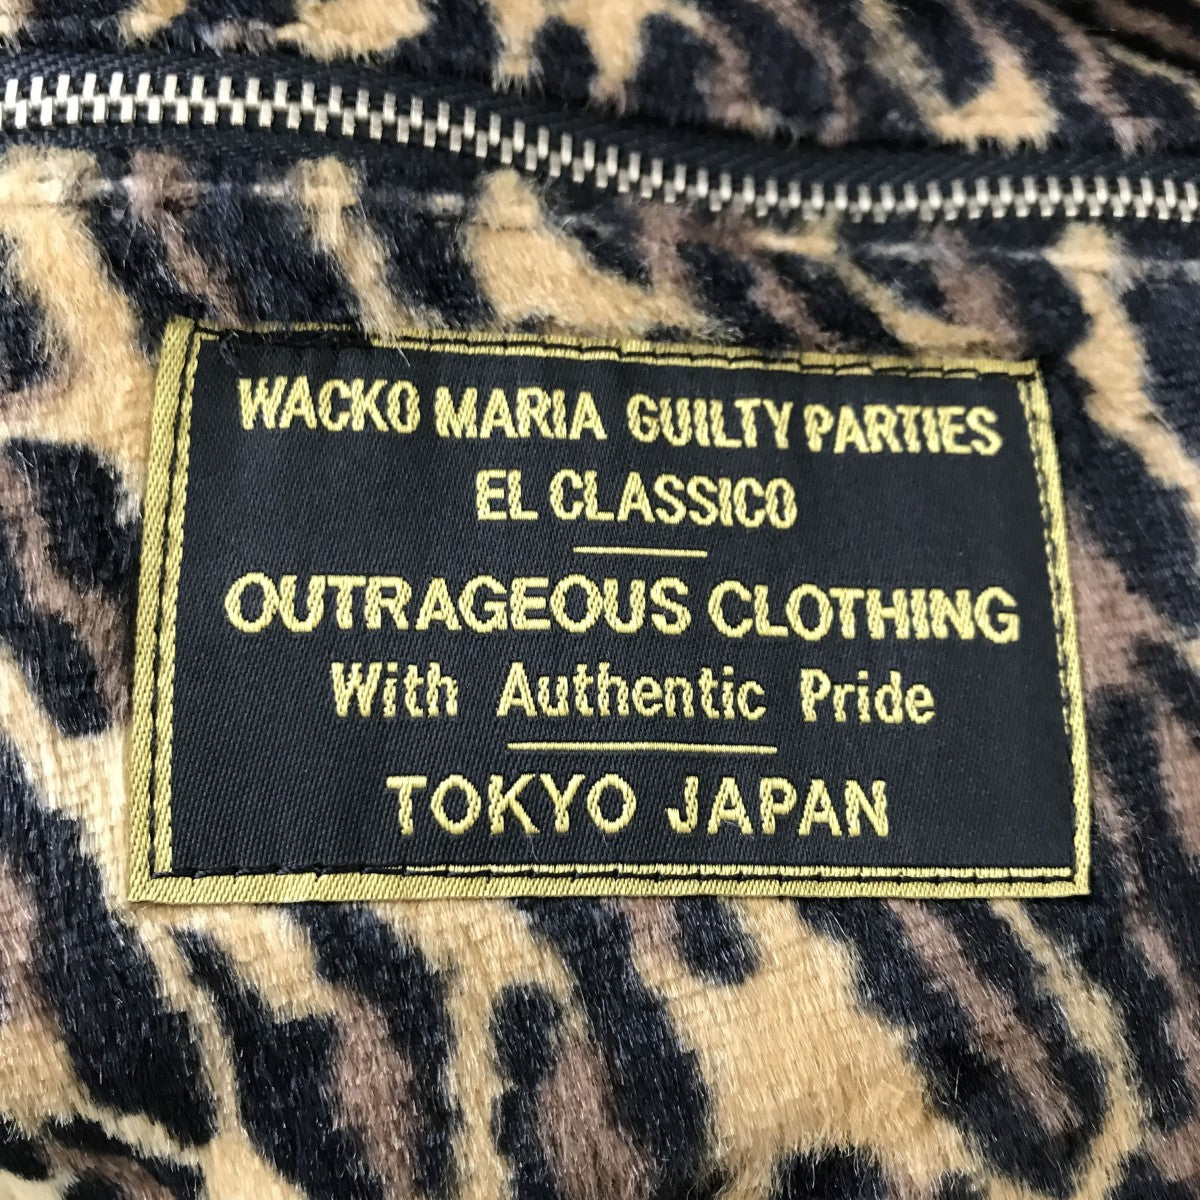 WACKO MARIA GUILTY PARTIES
EL CLASSICO
OUTRAGEOUS CLOTHING
With Authentic Pride
TOKYO JAPAN